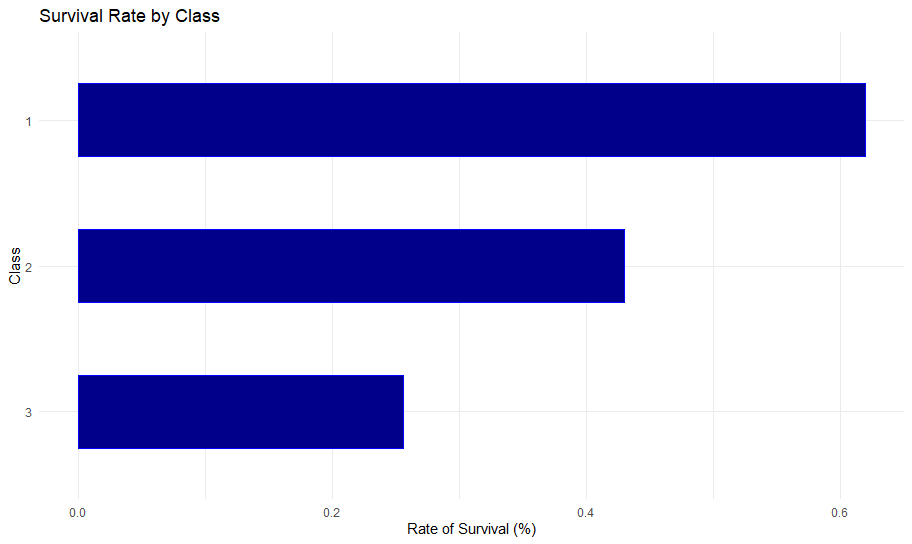 Survival Rate by Class
Class
1
2
3
0.0 0.2 0.4 0.6
Rate of Survival (%)